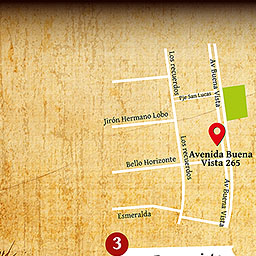 Los recuerdos
Av Buena Vista
Pje San Lucas
Jirón Hermano Lobo
Avenida Buena
Vista 265
Los recuerdos
Bello Horizonte
Av Buena Vista
Esmeralda
3